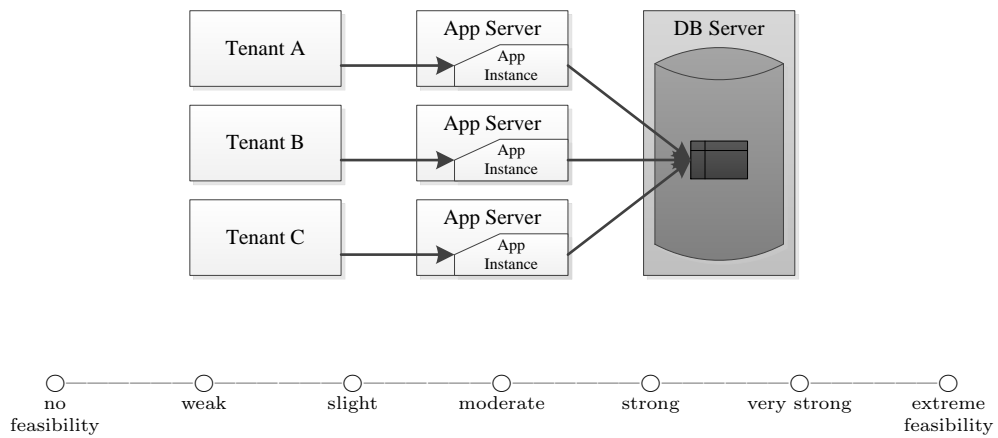 Tenant A
App Server
App
Instance
DB Server
Tenant B
App Server
App
Instance
Tenant C
App Server
App
Instance
no
feasibility
weak
slight
moderate
strong
very strong
extreme
feasibility